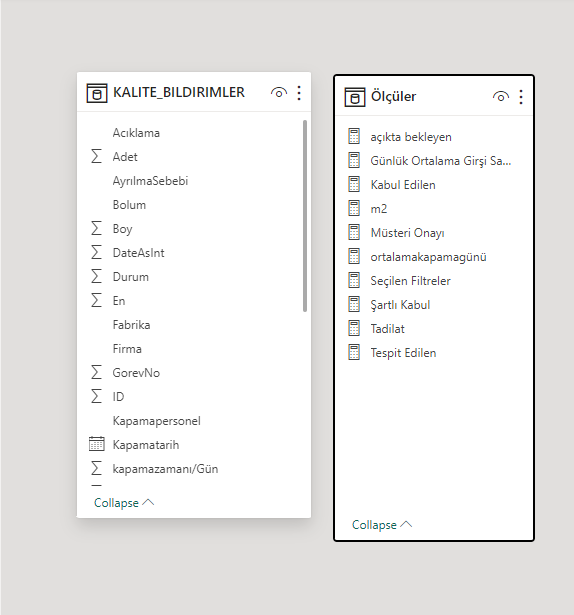 KALITE_BILDIRIMLER
Acıklama
Adet
AyrılmaSebebi
Bolum
Boy
DateAsInt
Durum
En
Fabrika
Firma
GorevNo
ID
Kapamapersonel
Kapamatarih
kapamazamanı/Gün
Collapse
Ölçüler
açıkta bekleyen
Günlük Ortalama Girşi Sa...
Kabul Edilen
m2
Müsteri Onayı
ortalamakapamagünü
Seçilen Filtreler
Şartlı Kabul
Tadilat
Tespit Edilen
Collapse